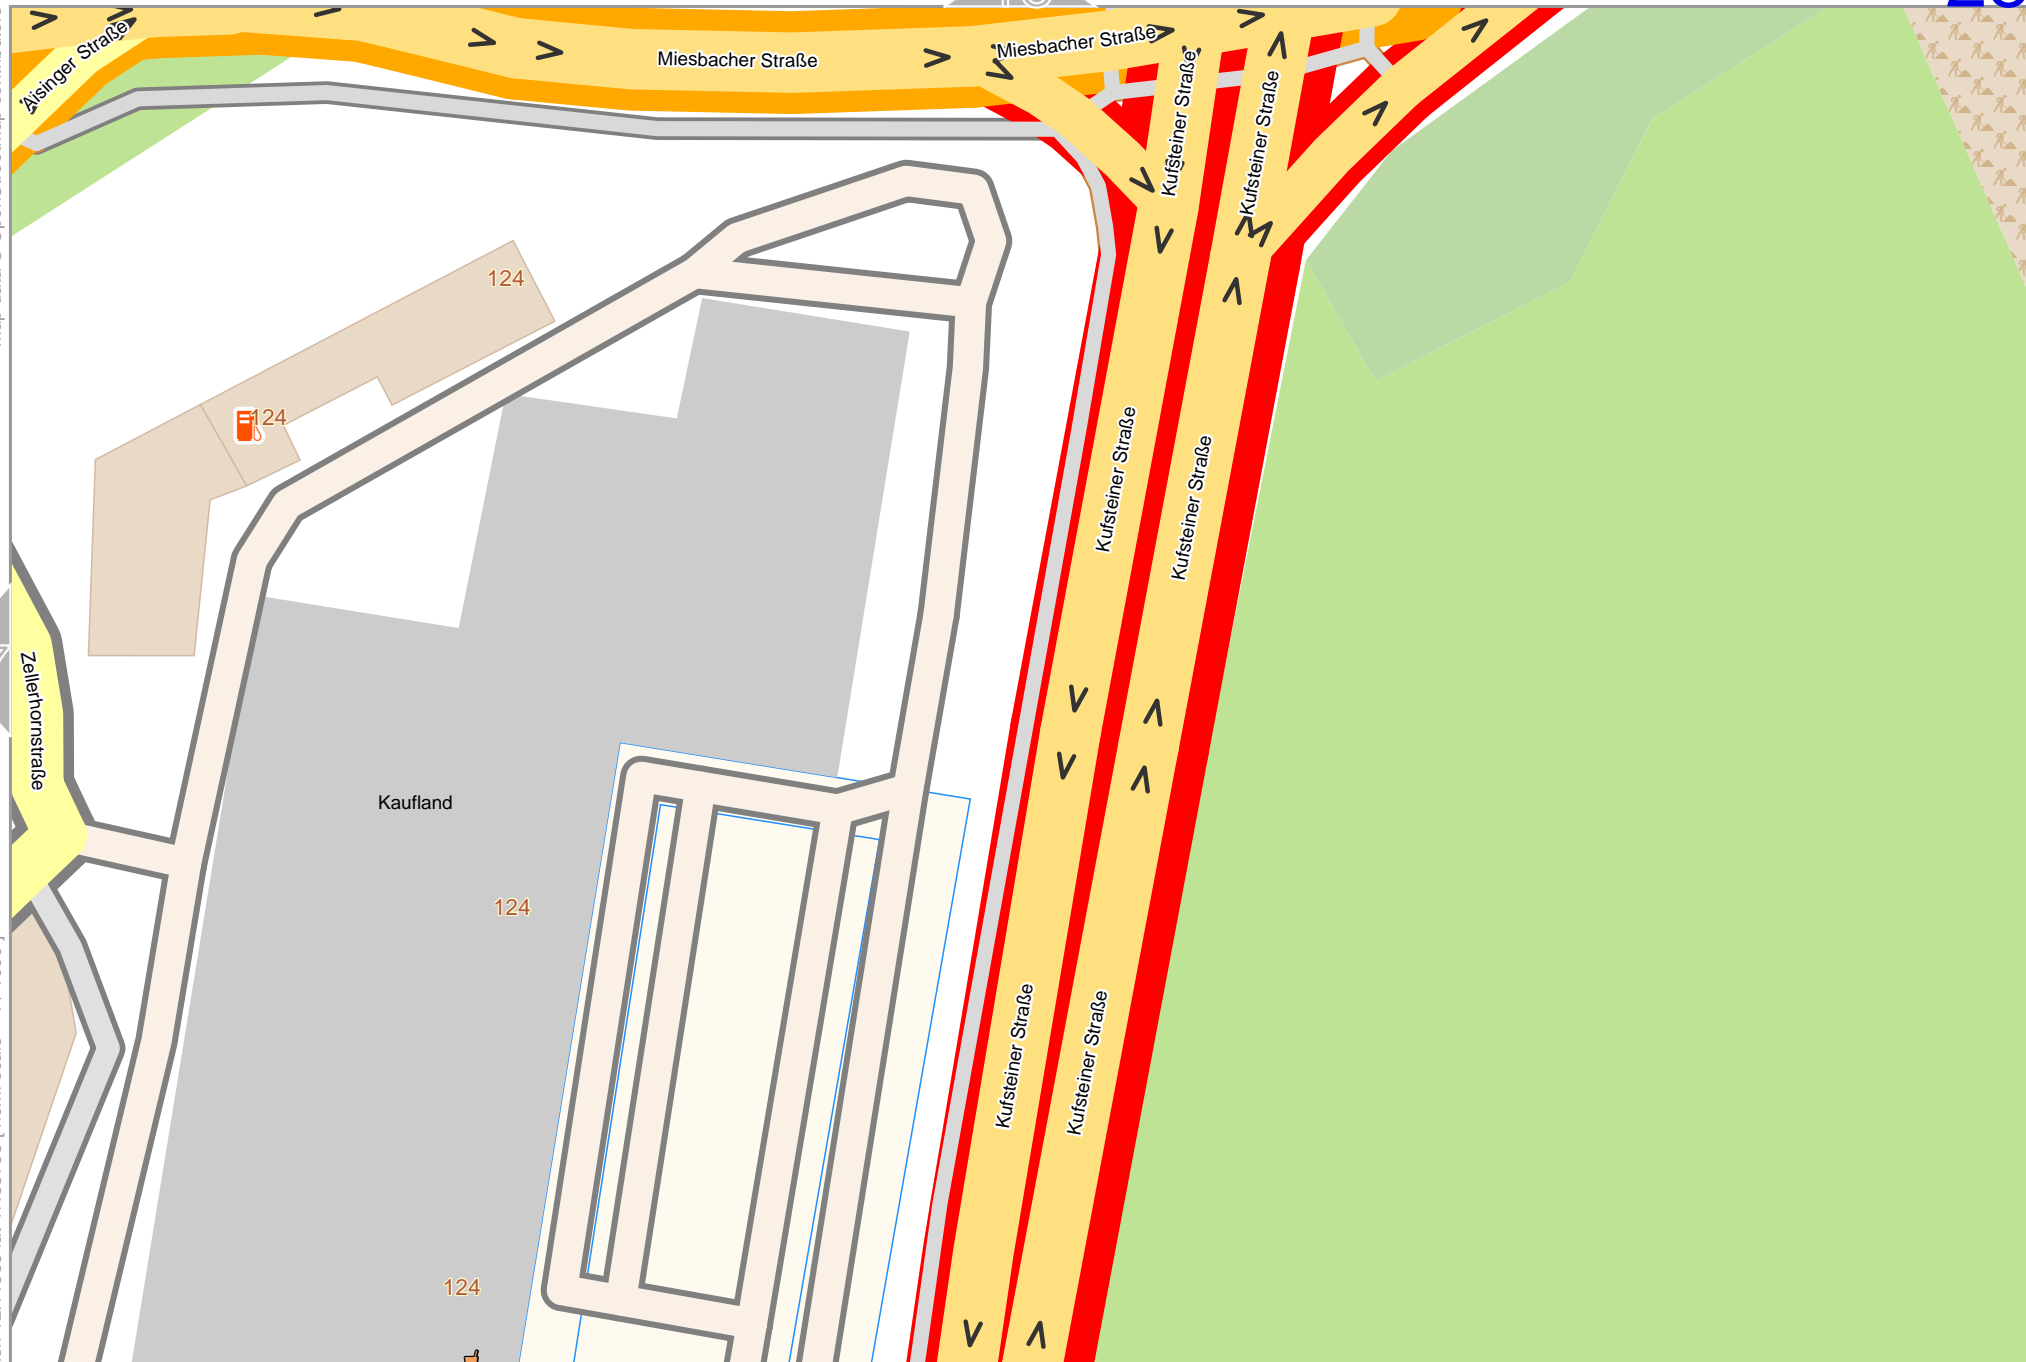 Aisinger Straße
Miesbacher Straße
Miesbacher Straße
Kufsteiner Straße
Kufsteiner Straße
124
124
Kufsteiner Straße
Kufsteiner Straße
Zellerhornstraße
Kaufland
124
Kufsteiner Straße
Kufsteiner Straße
124